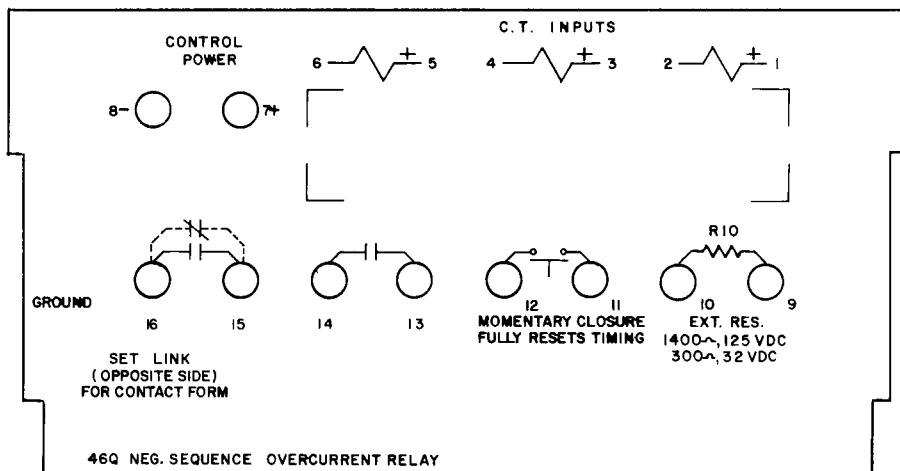 C.T. INPUTS
CONTROL
POWER
6 + 5 4 + 3 2 + 1
8- 7+
R10
GROUND
16 15 14 13 12 11 10 9
MOMENTARY CLOSURE
FULLY RESETS TIMING
EXT. RES.
1400~, 125 VDC
300~, 32 VDC
SET LINK
(OPPOSITE SIDE)
FOR CONTACT FORM
46Q NEG. SEQUENCE OVERCURRENT RELAY